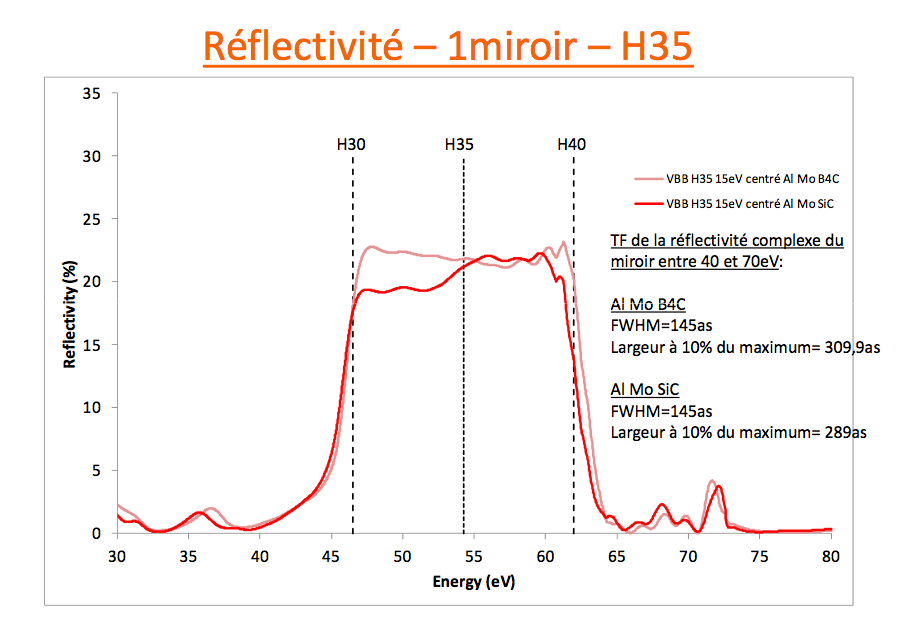 Réflectivité – 1miroir – H35
35
30
25
20
15
10
5
0
Reflectivity (%)
H30
H35
H40
VBB H35 15eV centré Al Mo B4C
VBB H35 15eV centré Al Mo SiC
TF de la réflectivité complexe du
miroir entre 40 et 70eV:
Al Mo B4C
FWHM=145as
Largeur à 10% du maximum= 309,9as
Al Mo SiC
FWHM=145as
Largeur à 10% du maximum= 289as
30 35 40 45 50 55 60 65 70 75 80
Energy (eV)